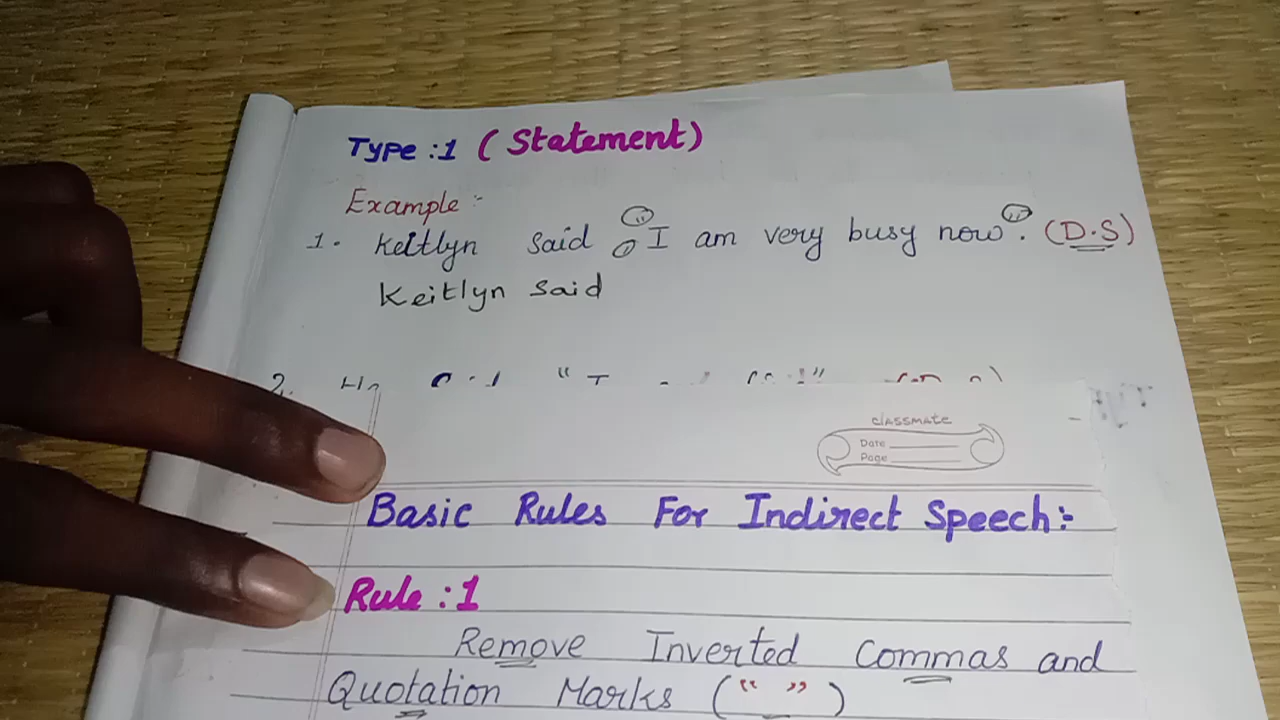 Type :1 ( Statement)
Example :-
1. Keitlyn said , "I am very busy now". (D.S)
Keitlyn said
2.
classmate
Date
Page
Basic Rules For Indirect Speech:-
Rule :1
Remove Inverted Commas and
Quotation Marks (" ")